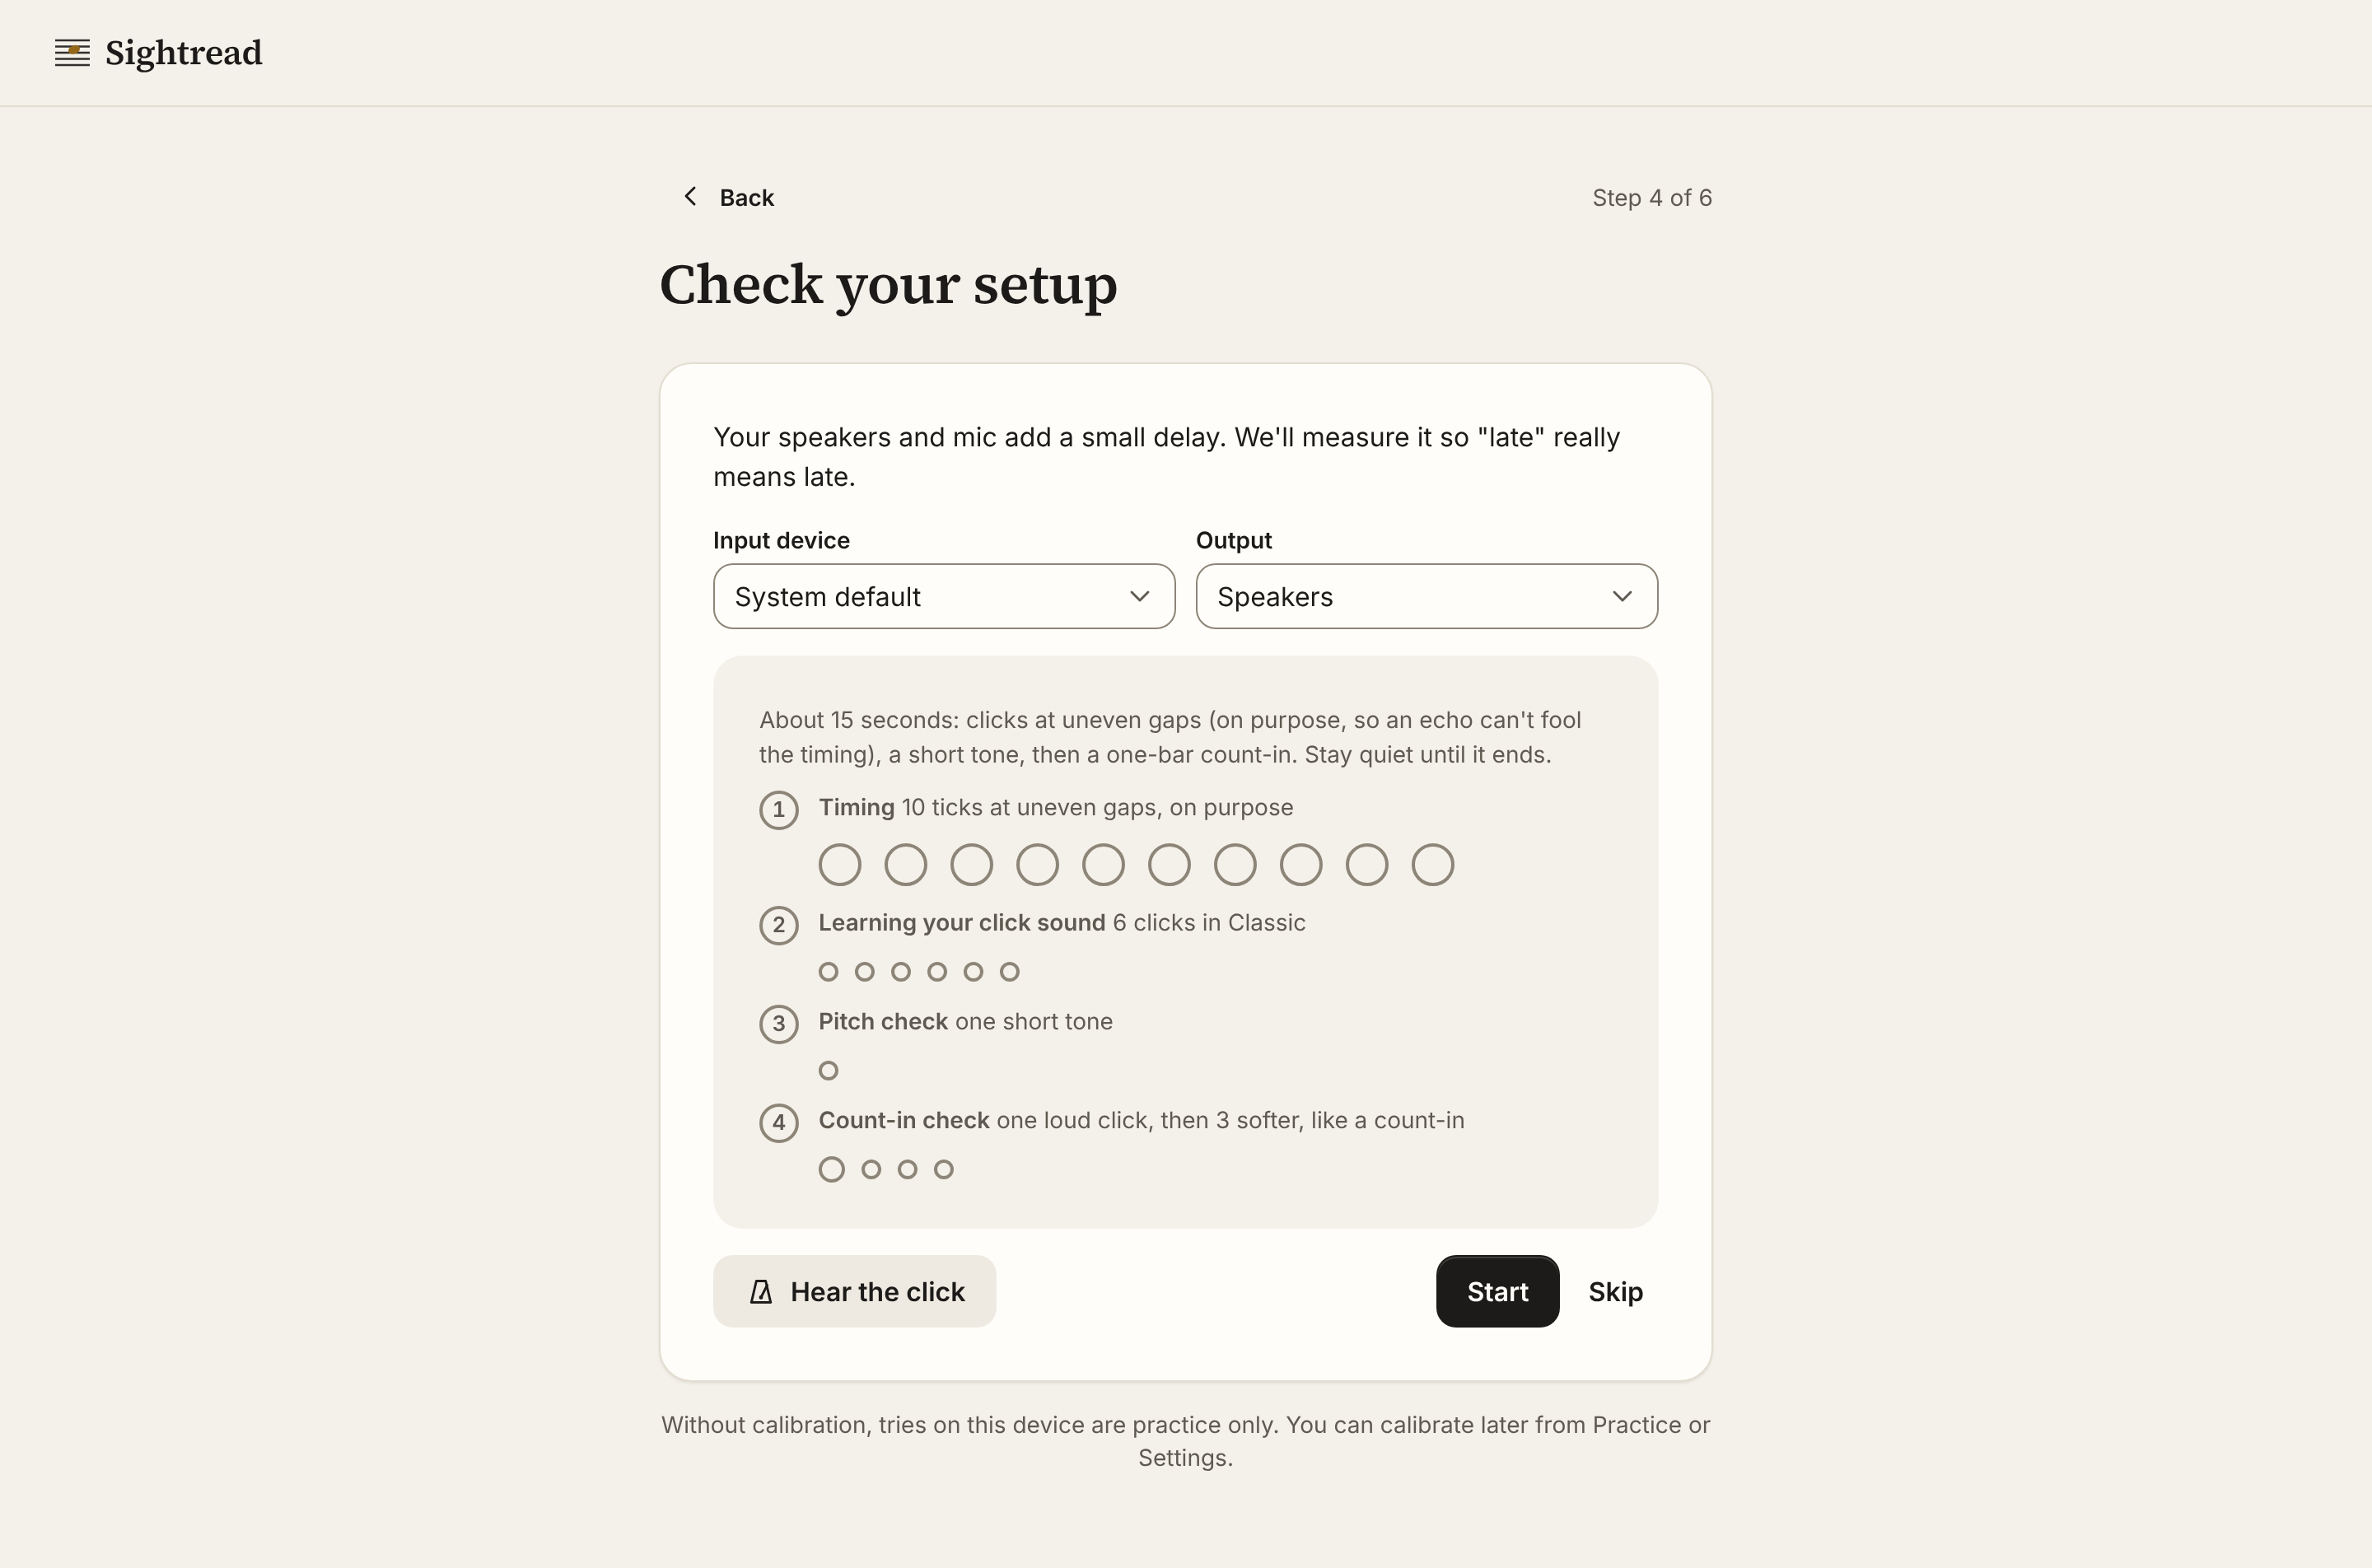 Sightread
Back
Step 4 of 6
Check your setup
Your speakers and mic add a small delay. We'll measure it so "late" really
means late.
Input device
Output
System default
Speakers
About 15 seconds: clicks at uneven gaps (on purpose, so an echo can't fool
the timing), a short tone, then a one-bar count-in. Stay quiet until it ends.
1 Timing 10 ticks at uneven gaps, on purpose
2 Learning your click sound 6 clicks in Classic
3 Pitch check one short tone
4 Count-in check one loud click, then 3 softer, like a count-in
Hear the click
Start
Skip
Without calibration, tries on this device are practice only. You can calibrate later from Practice or
Settings.